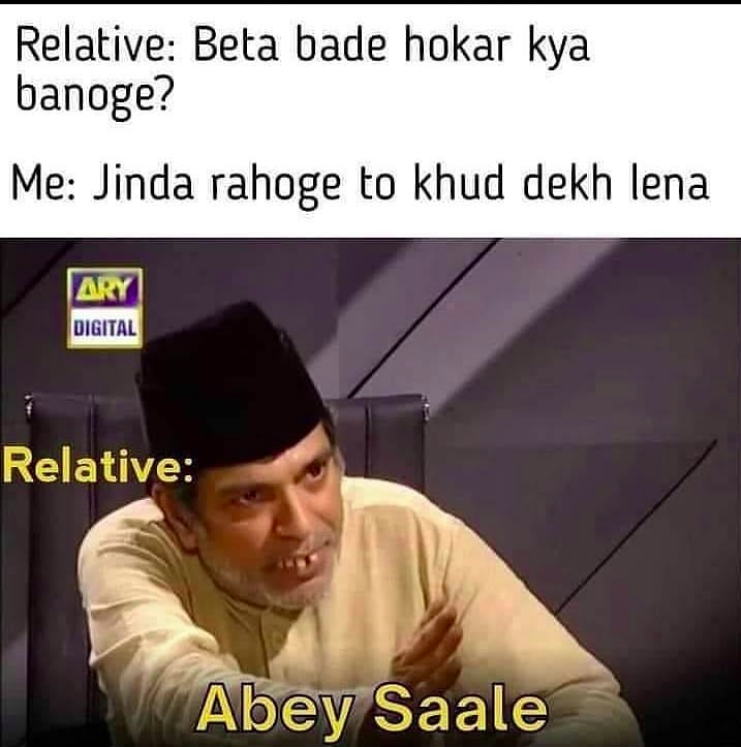 Relative: Beta bade hokar kya
banoge?
Me: Jinda rahoge to khud dekh lena
ARY
DIGITAL
Relative:
Abey Saale